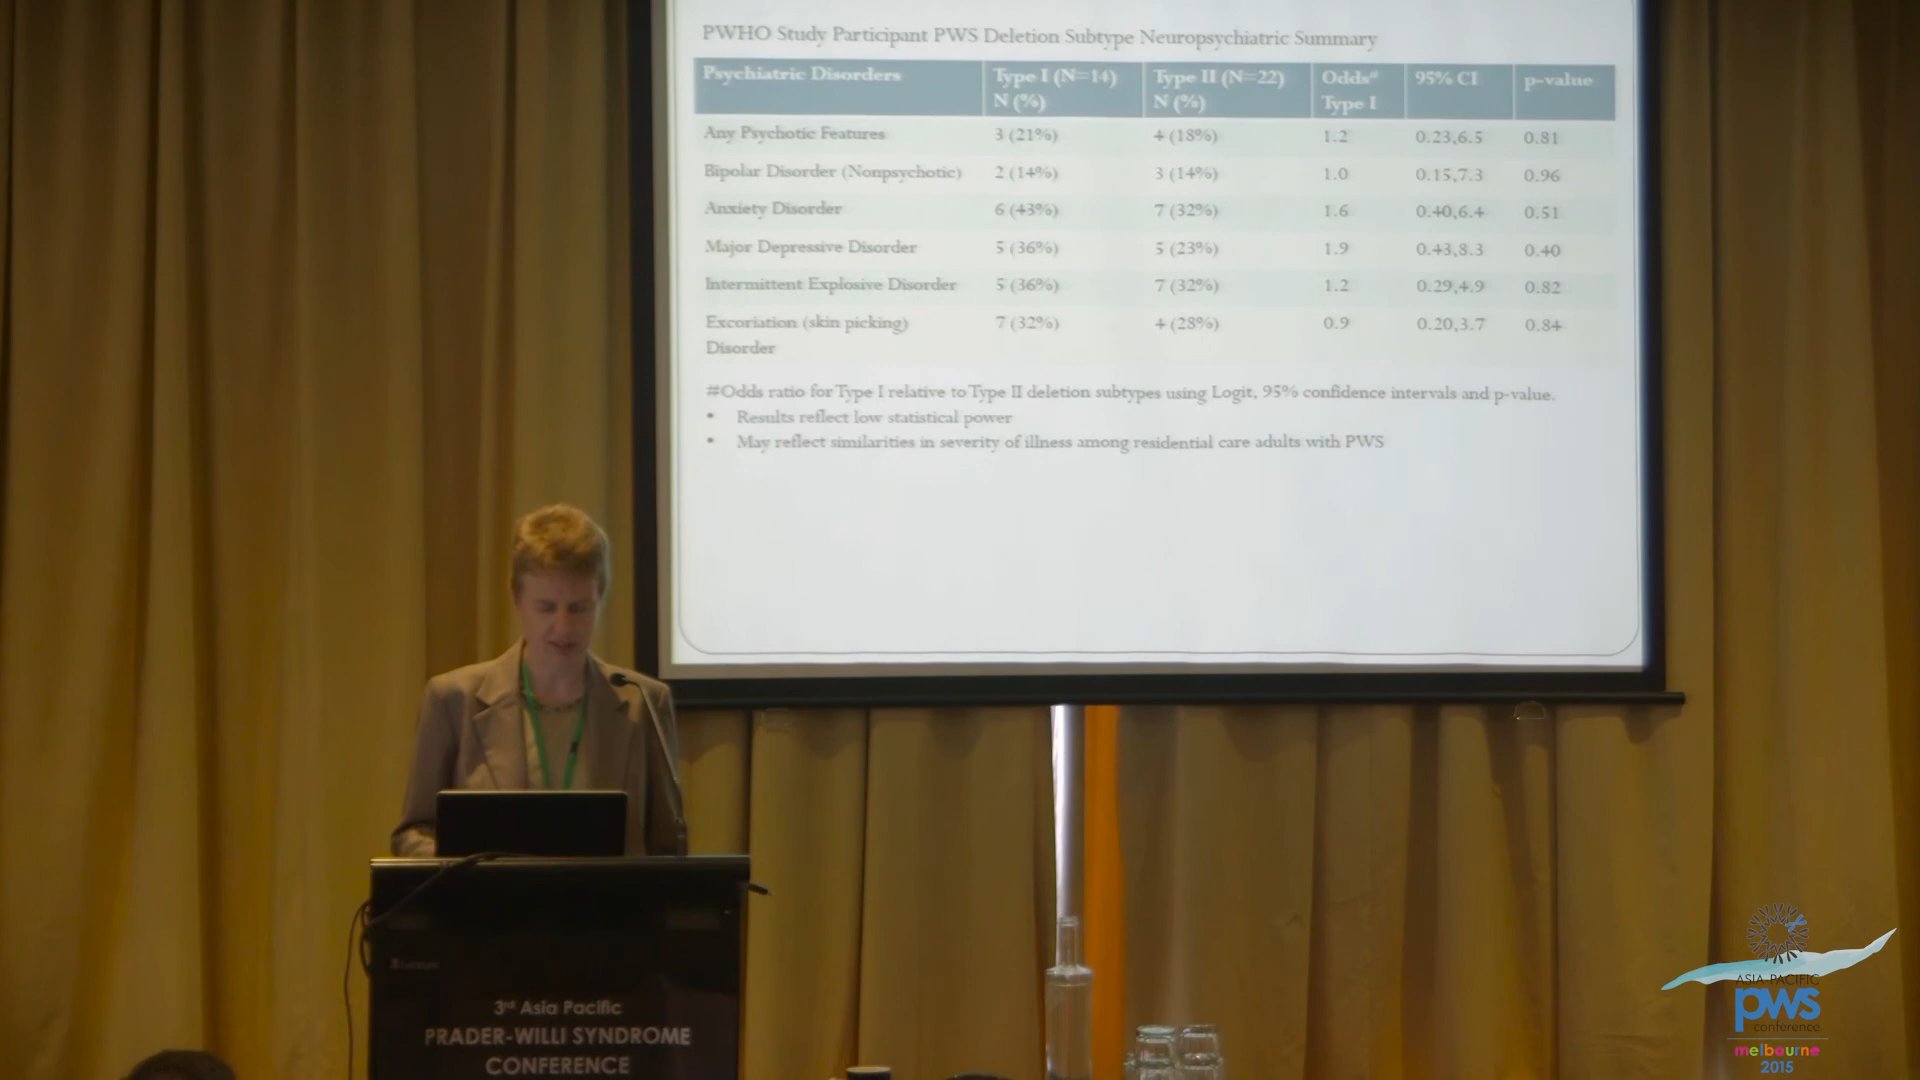 PWHO Study Participant PWS Deletion Subtype Neuropsychiatric Summary
Psychiatric Disorders Type I (N=14) N (%) Type II (N=22) N (%) Odds# Type I 95% CI p-value
Any Psychotic Features 3 (21%) 4 (18%) 1.2 0.23,6.5 0.81
Bipolar Disorder (Nonpsychotic) 2 (14%) 3 (14%) 1.0 0.15,7.3 0.96
Anxiety Disorder 6 (43%) 7 (32%) 1.6 0.40,6.4 0.51
Major Depressive Disorder 5 (36%) 5 (23%) 1.9 0.43,8.3 0.40
Intermittent Explosive Disorder 5 (36%) 7 (32%) 1.2 0.29,4.9 0.82
Excoriation (skin picking) Disorder 7 (32%) 4 (28%) 0.9 0.20,3.7 0.84
#Odds ratio for Type I relative to Type II deletion subtypes using Logit, 95% confidence intervals and p-value.
• Results reflect low statistical power
• May reflect similarities in severity of illness among residential care adults with PWS
3rd Asia Pacific
PRADER-WILLI SYNDROME
CONFERENCE
ASIA-PACIFIC
pws
conference
melbourne
2015